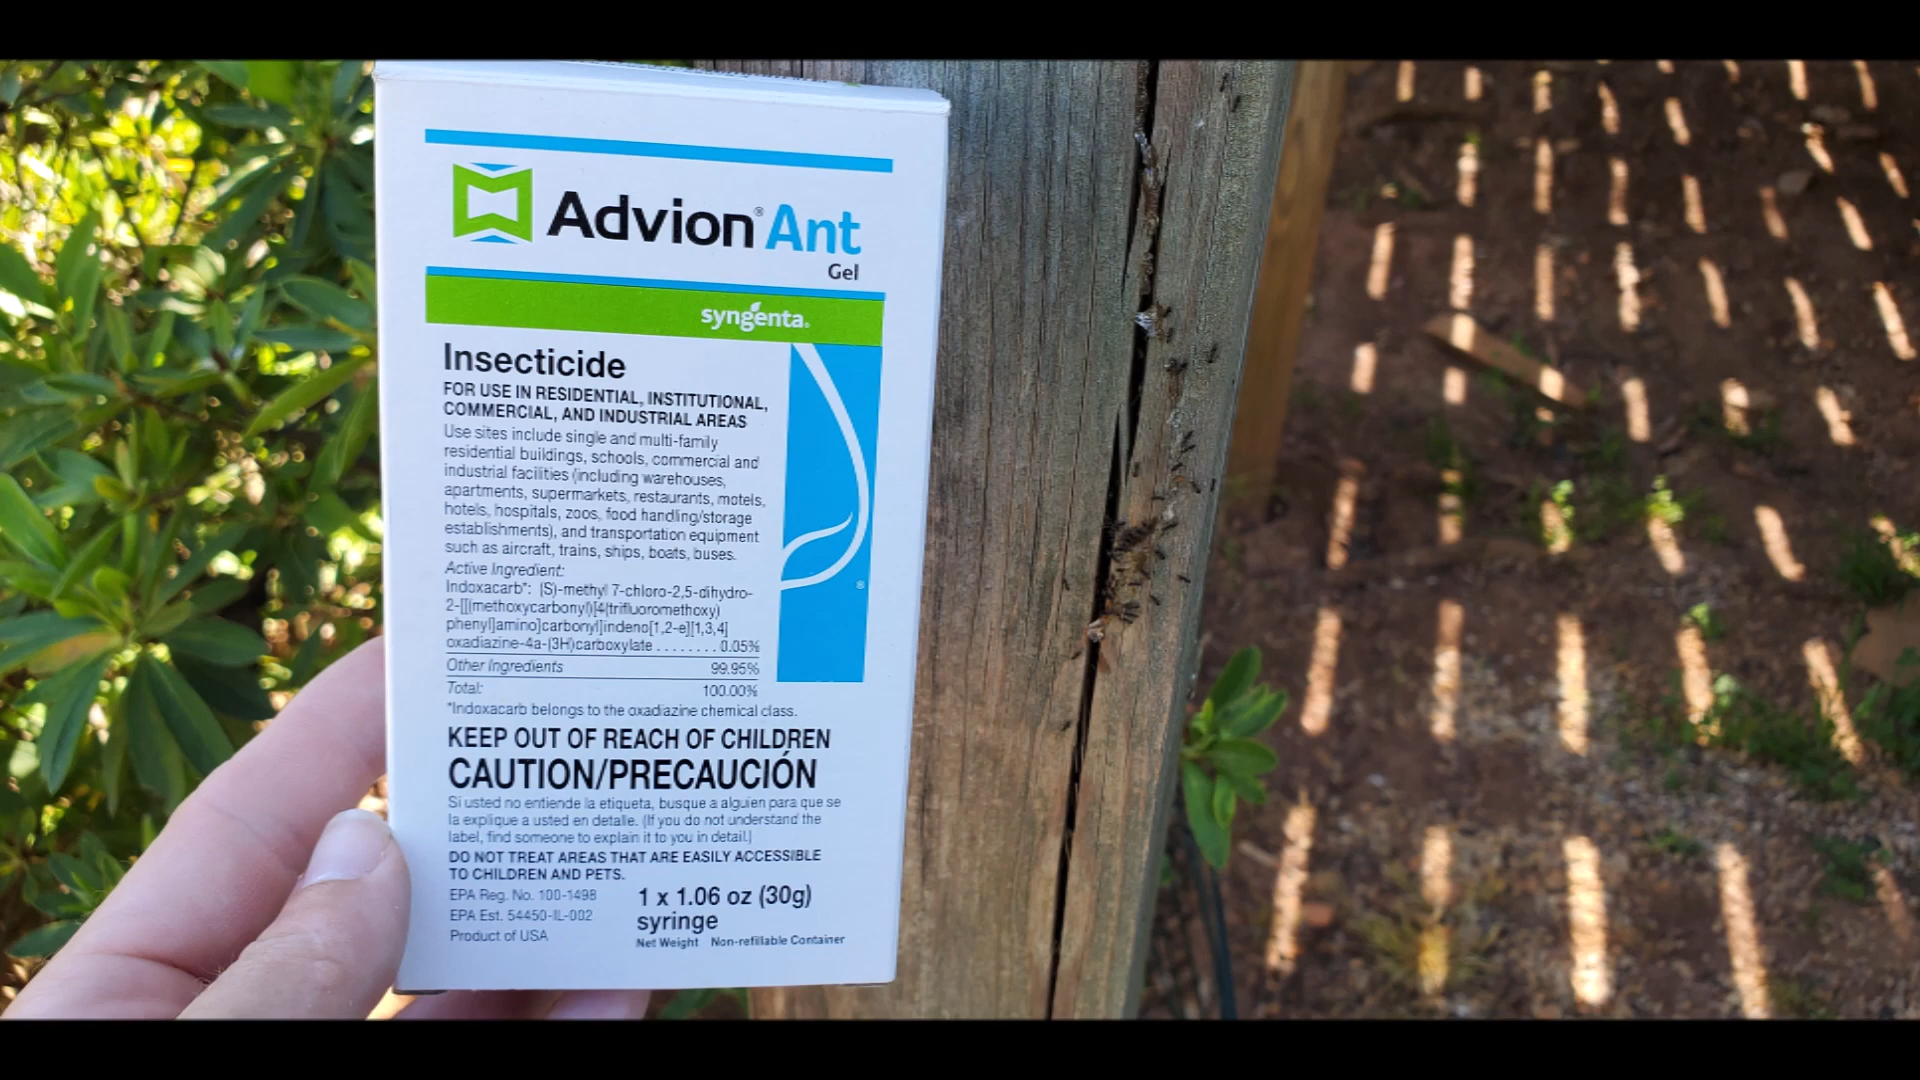 Advion® Ant
Gel
syngenta®
Insecticide
FOR USE IN RESIDENTIAL, INSTITUTIONAL,
COMMERCIAL, AND INDUSTRIAL AREAS
Use sites include single and multi-family
residential buildings, schools, commercial and
industrial facilities (including warehouses,
apartments, supermarkets, restaurants, motels,
hotels, hospitals, zoos, food handling/storage
establishments), and transportation equipment
such as aircraft, trains, ships, boats, buses.
Active Ingredient:
Indoxacarb*: (S)-methyl 7-chloro-2,5-dihydro-
2-[[(methoxycarbonyl)[4(trifluoromethoxy)
phenyl]amino]carbonyl]indeno[1,2-e][1,3,4]
oxadiazine-4a-(3H)carboxylate ........ 0.05%
Other Ingredients 99.95%
Total: 100.00%
*Indoxacarb belongs to the oxadiazine chemical class.
KEEP OUT OF REACH OF CHILDREN
CAUTION/PRECAUCIÓN
Si usted no entiende la etiqueta, busque a alguien para que se
la explique a usted en detalle. (If you do not understand the
label, find someone to explain it to you in detail.)
DO NOT TREAT AREAS THAT ARE EASILY ACCESSIBLE
TO CHILDREN AND PETS.
EPA Reg. No. 100-1498
EPA Est. 54450-IL-002
Product of USA
1 x 1.06 oz (30g)
syringe
Net Weight Non-refillable Container